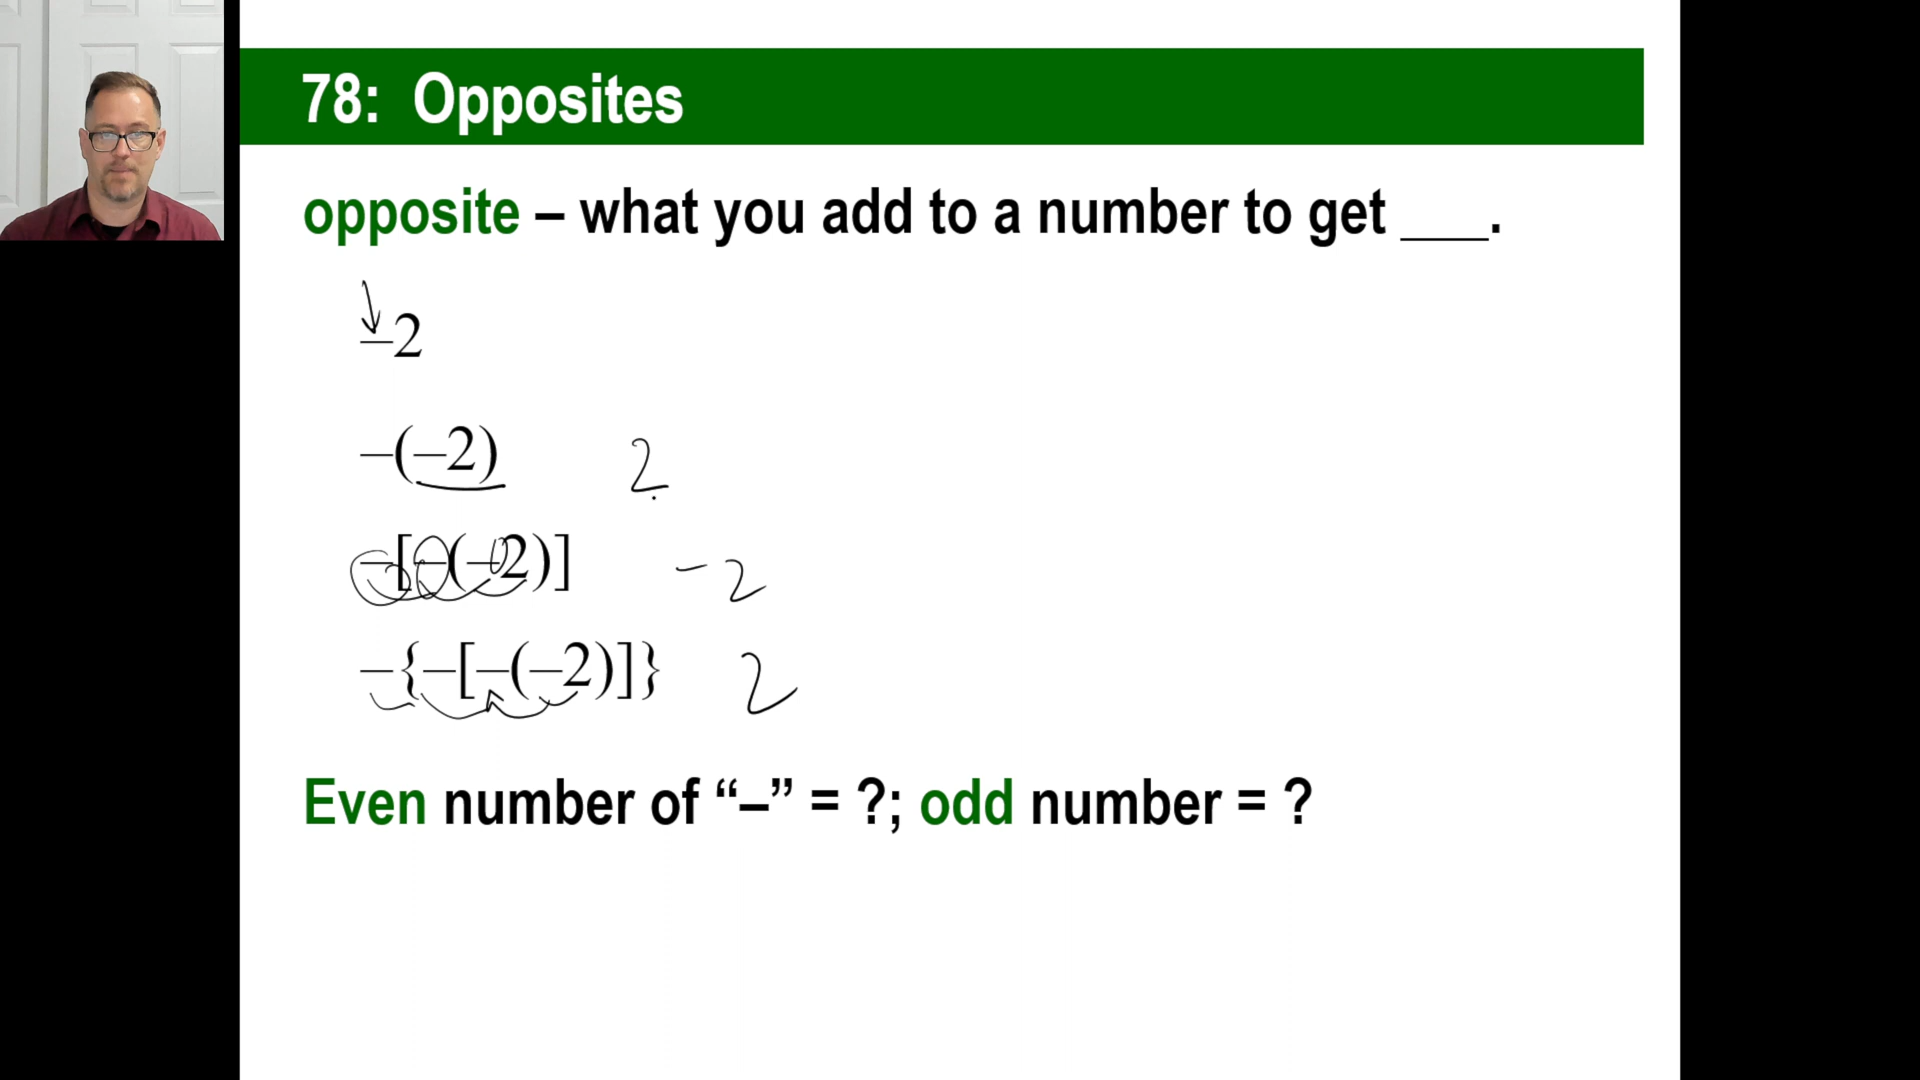 78: Opposites
opposite – what you add to a number to get ___.
–2
–(–2) 2
–[–(–2)] -2
–{–[–(–2)]} 2
Even number of “–” = ?; odd number = ?